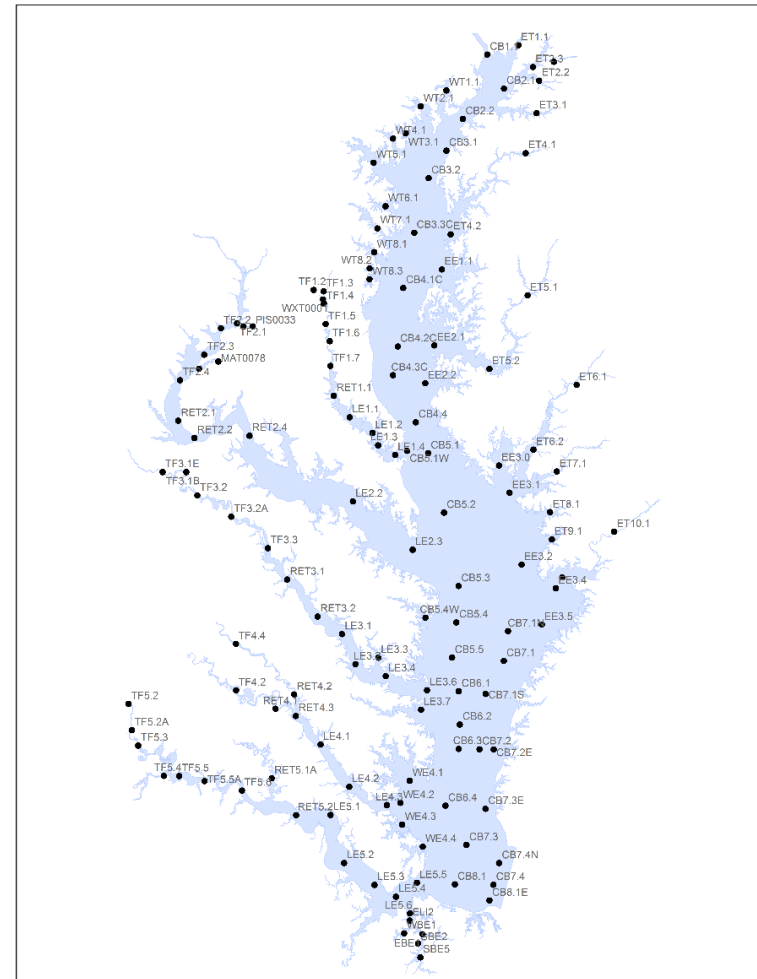 ET1.1
CB1.1
ET2.3
ET2.2
CB2.1
WT1.1
WT2.1
CB2.2
ET3.1
WT4.1
WT3.1
CB3.1
ET4.1
WT5.1
CB3.2
WT6.1
WT7.1
CB3.3C
ET4.2
WT8.1
WT8.2
EE1.1
WT8.3
CB4.1C
TF1.2
TF1.3
TF1.4
WXT0001
ET5.1
TF1.5
TF2.2
PIS0033
TF2.1
TF1.6
CB4.2C
EE2.1
TF2.3
MAT0078
TF1.7
ET5.2
TF2.4
CB4.3C
EE2.2
ET6.1
RET1.1
RET2.1
LE1.1
CB4.4
RET2.2
RET2.4
LE1.2
LE1.3
LE1.4
CB5.1
CB5.1W
ET6.2
EE3.0
ET7.1
TF3.1E
TF3.1B
TF3.2
EE3.1
LE2.2
TF3.2A
CB5.2
ET8.1
ET10.1
ET9.1
TF3.3
LE2.3
EE3.2
RET3.1
CB5.3
EE3.4
RET3.2
CB5.4W
CB5.4
EE3.5
LE3.1
CB7.1N
TF4.4
LE3.2
LE3.3
CB5.5
CB7.1
LE3.4
TF4.2
RET4.2
LE3.6
CB6.1
CB7.1S
TF5.2
RET4.1
RET4.3
LE3.7
TF5.2A
CB6.2
TF5.3
LE4.1
CB6.3
CB7.2
CB7.2E
TF5.4
TF5.5
TF5.5A
RET5.1A
WE4.1
TF5.6
LE4.2
LE4.3
WE4.2
CB6.4
CB7.3E
RET5.2
LE5.1
WE4.3
WE4.4
CB7.3
LE5.2
CB7.4N
LE5.3
LE5.5
CB8.1
CB7.4
LE5.4
CB8.1E
LE5.6
ELI2
WBE1
SBE2
SBE5